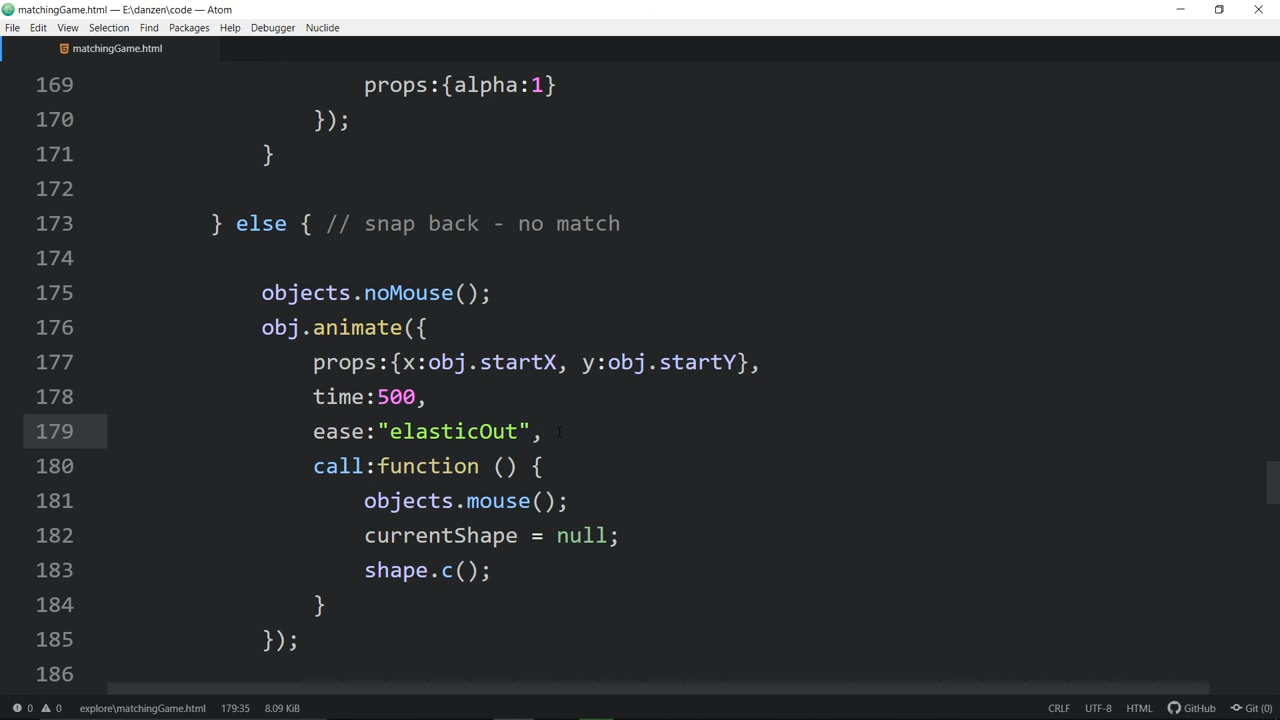 matchingGame.html — E:\danzen\code — Atom
File Edit View Selection Find Packages Help Debugger Nuclide
matchingGame.html
169 props:{alpha:1}
170 });
171 }
172
173 } else { // snap back - no match
174
175 objects.noMouse();
176 obj.animate({
177 props:{x:obj.startX, y:obj.startY},
178 time:500,
179 ease:"elasticOut",
180 call:function () {
181 objects.mouse();
182 currentShape = null;
183 shape.c();
184 }
185 });
186
0 0 explore\matchingGame.html 179:35 8.09 KiB CRLF UTF-8 HTML GitHub Git (0)